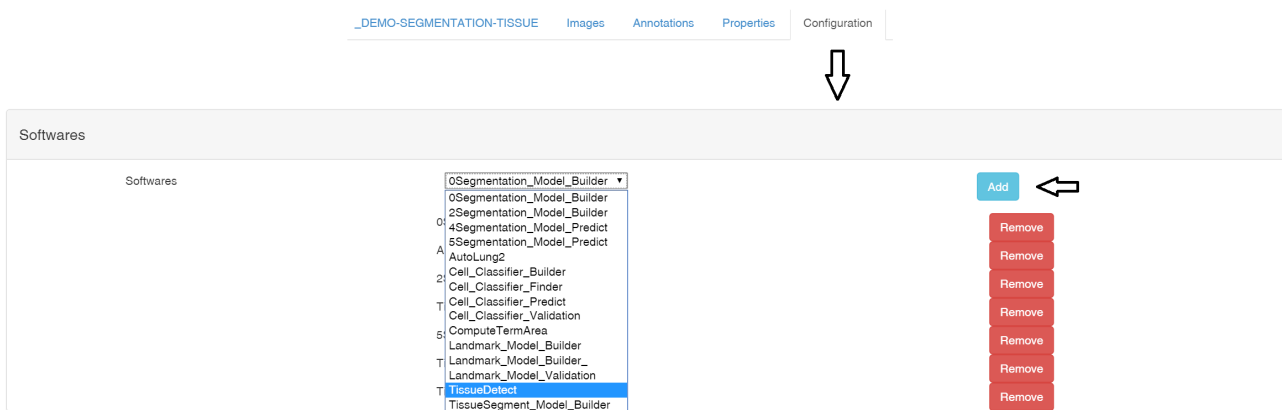 _DEMO-SEGMENTATION-TISSUE Images Annotations Properties Configuration
Softwares
Softwares 0Segmentation_Model_Builder Add
0Segmentation_Model_Builder
2Segmentation_Model_Builder
4Segmentation_Model_Predict Remove
5Segmentation_Model_Predict
AutoLung2 Remove
Cell_Classifier_Builder
Cell_Classifier_Finder Remove
Cell_Classifier_Predict
Cell_Classifier_Validation Remove
ComputeTermArea
Landmark_Model_Builder Remove
Landmark_Model_Builder_
Landmark_Model_Validation Remove
TissueDetect
TissueSegment_Model_Builder Remove